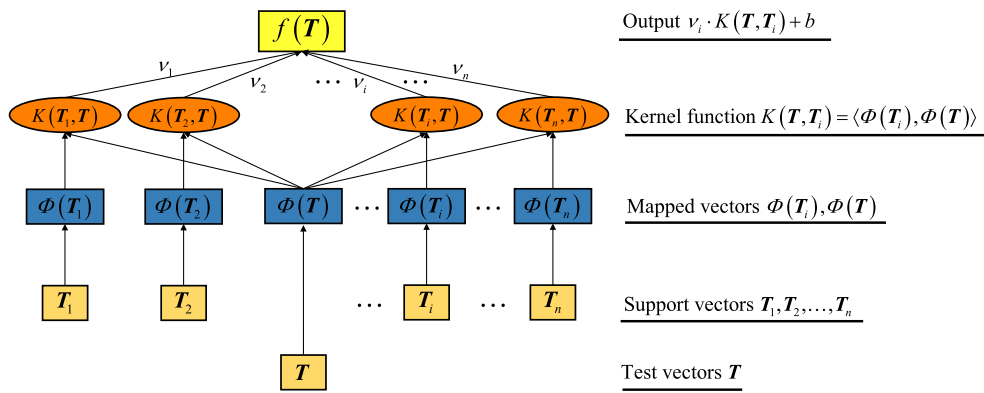 f(T)
Output ν_i · K(T,T_i)+b
ν_1 ν_2 ⋯ ν_i ⋯ ν_n
K(T_1,T) K(T_2,T) K(T_i,T) K(T_n,T)
Kernel function K(T,T_i)=⟨Φ(T_i),Φ(T)⟩
Φ(T_1) Φ(T_2) Φ(T) ⋯ Φ(T_i) ⋯ Φ(T_n)
Mapped vectors Φ(T_i),Φ(T)
T_1 T_2 ⋯ T_i ⋯ T_n
Support vectors T_1,T_2,…,T_n
T
Test vectors T